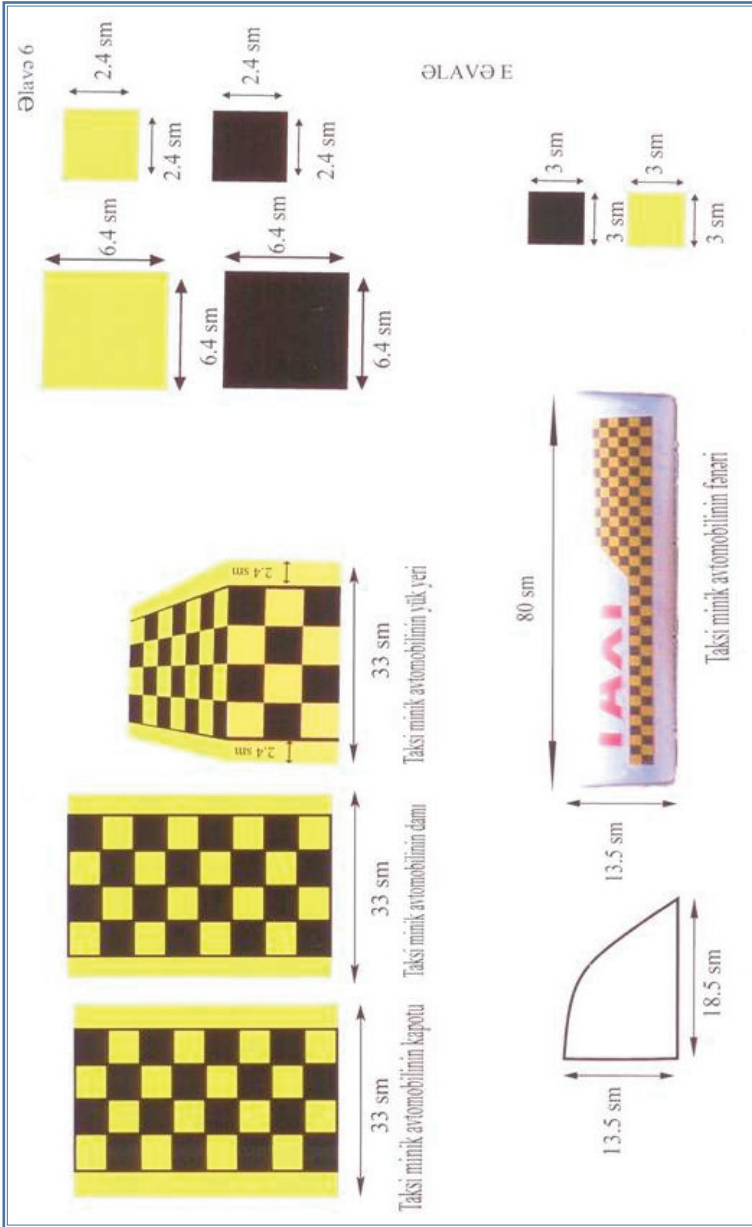 Əlavə 9
6.4 sm
6.4 sm
2.4 sm
2.4 sm
6.4 sm
6.4 sm
2.4 sm
2.4 sm
2.4 sm
2.4 sm
33 sm
33 sm
33 sm
Taksi minik avtomobilinin kapotu
Taksi minik avtomobilinin damı
Taksi minik avtomobilinin yük yeri
ƏLAVƏ E
13.5 sm
18.5 sm
13.5 sm
80 sm
TAXI
Taksi minik avtomobilinin fənəri
3 sm
3 sm
3 sm
3 sm